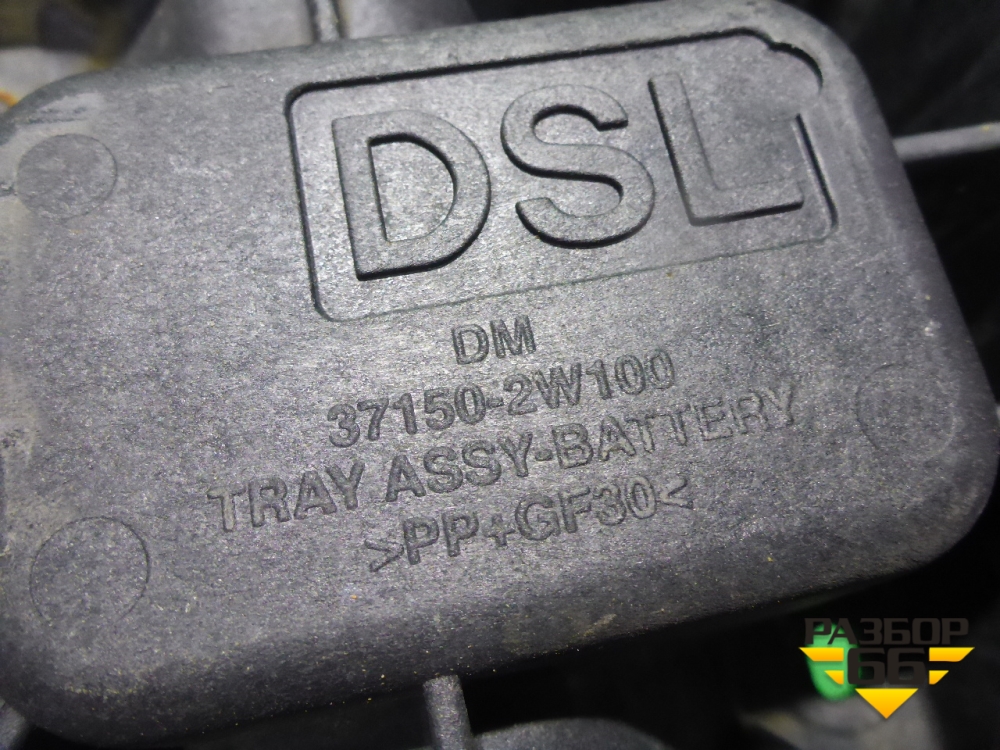 DSL
DM
37150-2W100
TRAY ASSY-BATTERY
>PP+GF30<
РАЗБОР
66